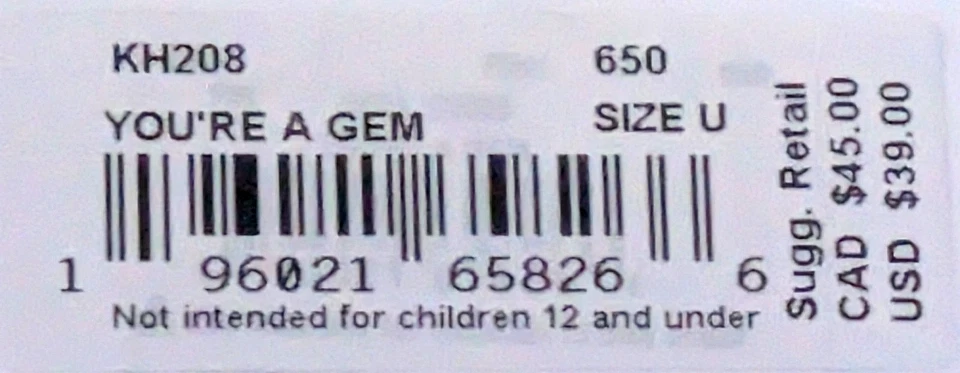 KH208 650
YOU'RE A GEM SIZE U
1 96021 65826 6
Not intended for children 12 and under
Sugg. Retail
CAD $45.00
USD $39.00